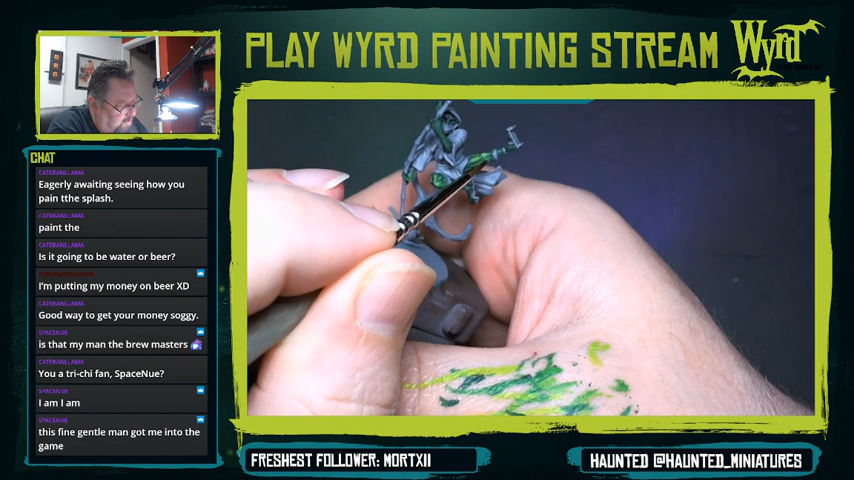 PLAY WYRD PAINTING STREAM
Wyrd
CHAT
CATERANLLAMA
Eagerly awaiting seeing how you
pain tthe splash.
CATERANLLAMA
paint the
CATERANLLAMA
Is it going to be water or beer?
I'm putting my money on beer XD
CATERANLLAMA
Good way to get your money soggy.
SPACENUE
is that my man the brew masters
CATERANLLAMA
You a tri-chi fan, SpaceNue?
SPACENUE
I am I am
SPACENUE
this fine gentle man got me into the
game
FRESHEST FOLLOWER: MORTXII
HAUNTED @HAUNTED_MINIATURES